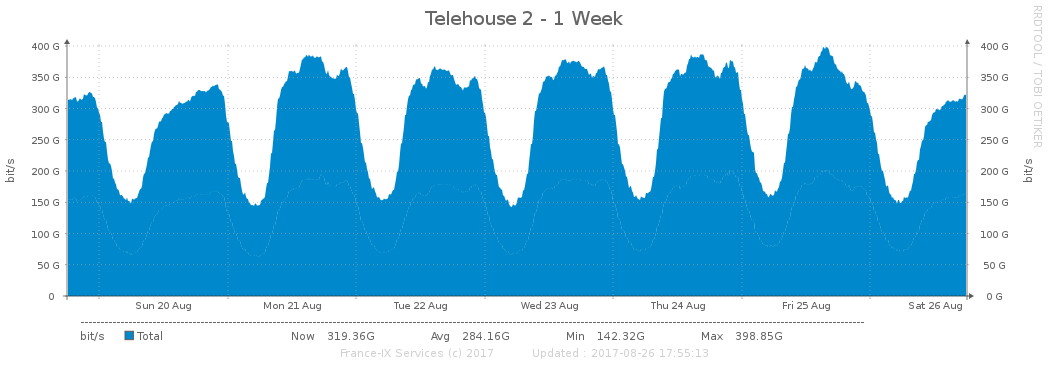 Telehouse 2 - 1 Week
RRDTOOL / TOBI OETIKER
400 G 400 G
350 G 350 G
300 G 300 G
250 G 250 G
200 G 200 G
150 G 150 G
100 G 100 G
50 G 50 G
0 0 G
bit/s bit/s
Sun 20 Aug Mon 21 Aug Tue 22 Aug Wed 23 Aug Thu 24 Aug Fri 25 Aug Sat 26 Aug
bit/s Total Now 319.36G Avg 284.16G Min 142.32G Max 398.85G
France-IX Services (c) 2017 Updated : 2017-08-26 17:55:13